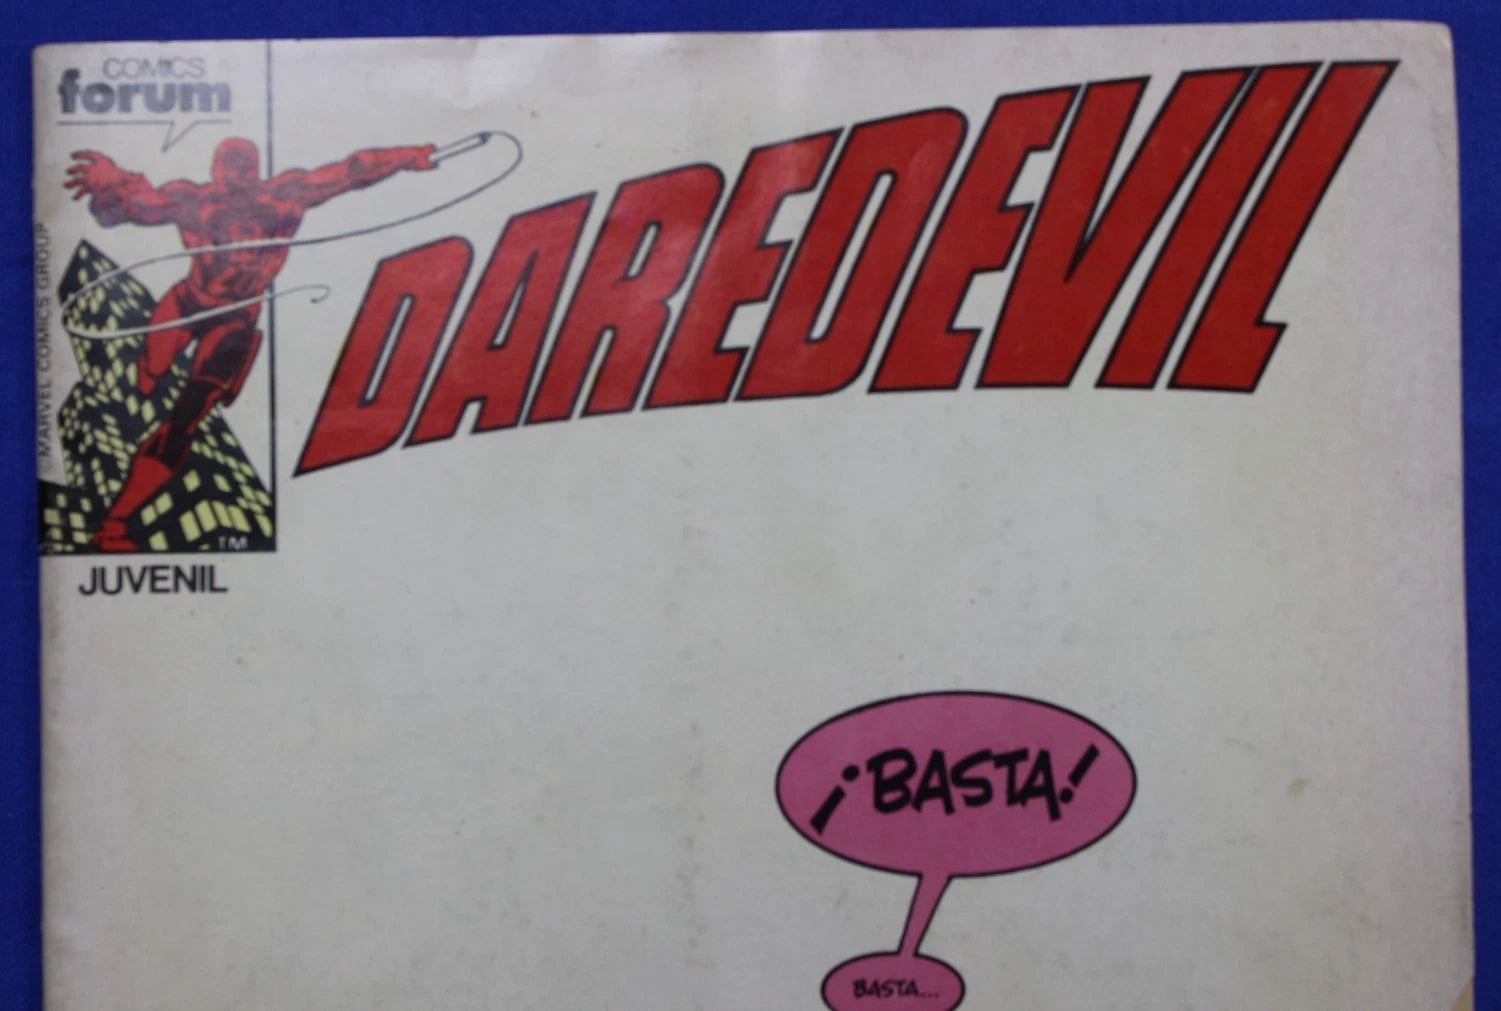 COMICS
forum
DAREDEVIL
©MARVEL COMICS GROUP
TM
JUVENIL
¡BASTA!
BASTA...